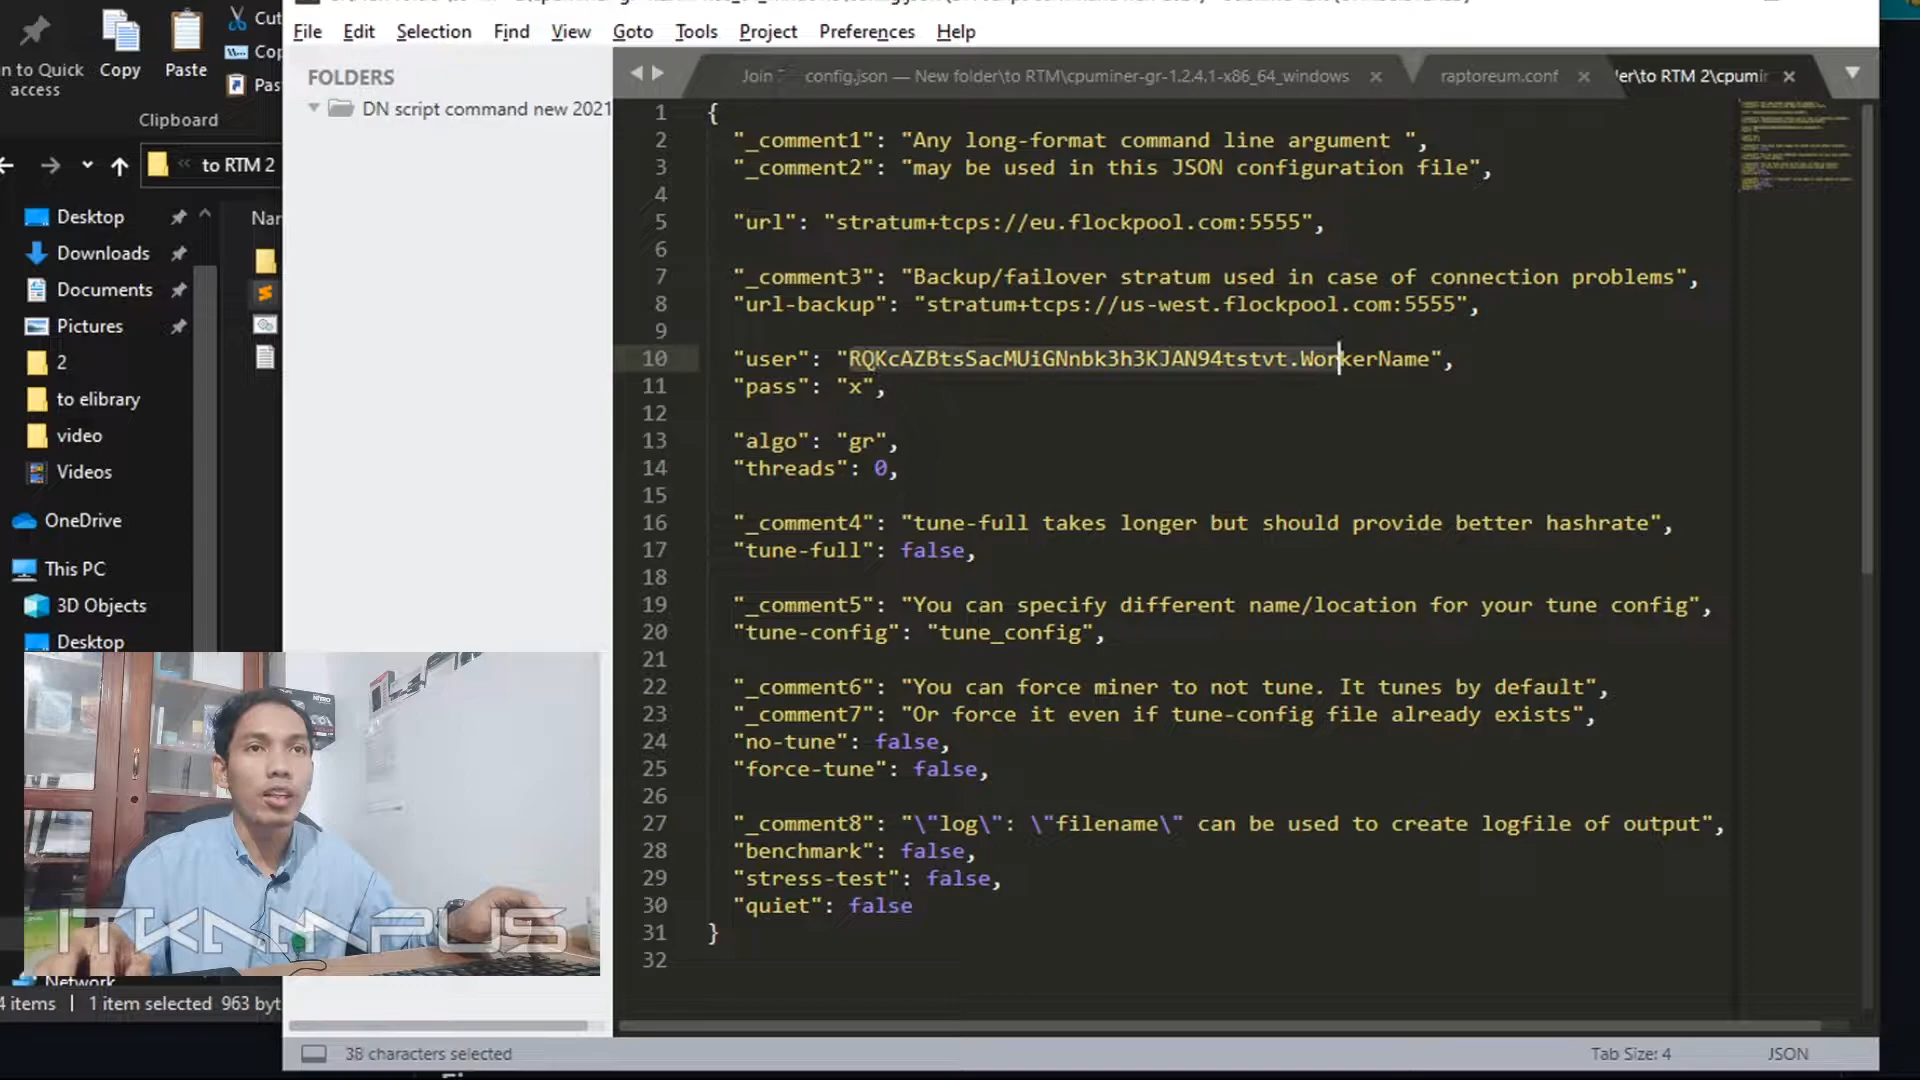 File Edit Selection Find View Goto Tools Project Preferences Help
Cut
Copy
Paste
Clipboard
to RTM 2
Desktop
Downloads
Documents
Pictures
2
to elibrary
video
Videos
OneDrive
This PC
3D Objects
Desktop
Network
4 items | 1 item selected 963 byt
FOLDERS
DN script command new 2021
Join config.json — New folder\to RTM\cpuminer-gr-1.2.4.1-x86_64_windows
raptoreum.conf
ler\to RTM 2\cpumin
1 {
2 "_comment1": "Any long-format command line argument ",
3 "_comment2": "may be used in this JSON configuration file",
4
5 "url": "stratum+tcps://eu.flockpool.com:5555",
6
7 "_comment3": "Backup/failover stratum used in case of connection problems",
8 "url-backup": "stratum+tcps://us-west.flockpool.com:5555",
9
10 "user": "RQKcAZBtsSacMUiGNnbk3h3KJAN94tstvt.WorkerName",
11 "pass": "x",
12
13 "algo": "gr",
14 "threads": 0,
15
16 "_comment4": "tune-full takes longer but should provide better hashrate",
17 "tune-full": false,
18
19 "_comment5": "You can specify different name/location for your tune config",
20 "tune-config": "tune_config",
21
22 "_comment6": "You can force miner to not tune. It tunes by default",
23 "_comment7": "Or force it even if tune-config file already exists",
24 "no-tune": false,
25 "force-tune": false,
26
27 "_comment8": "\"log\": \"filename\" can be used to create logfile of output",
28 "benchmark": false,
29 "stress-test": false,
30 "quiet": false
31 }
32
ITKAMPUS
38 characters selected
Tab Size: 4
JSON